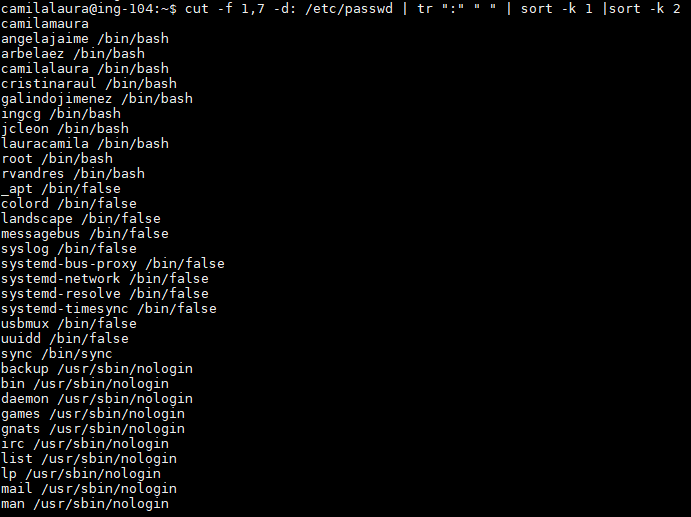 camilalaura@ing-104:~$ cut -f 1,7 -d: /etc/passwd | tr ":" " " | sort -k 1 |sort -k 2
camilamaura
angelajaime /bin/bash
arbelaez /bin/bash
camilalaura /bin/bash
cristinaraul /bin/bash
galindojimenez /bin/bash
ingcg /bin/bash
jcleon /bin/bash
lauracamila /bin/bash
root /bin/bash
rvandres /bin/bash
_apt /bin/false
colord /bin/false
landscape /bin/false
messagebus /bin/false
syslog /bin/false
systemd-bus-proxy /bin/false
systemd-network /bin/false
systemd-resolve /bin/false
systemd-timesync /bin/false
usbmux /bin/false
uuidd /bin/false
sync /bin/sync
backup /usr/sbin/nologin
bin /usr/sbin/nologin
daemon /usr/sbin/nologin
games /usr/sbin/nologin
gnats /usr/sbin/nologin
irc /usr/sbin/nologin
list /usr/sbin/nologin
lp /usr/sbin/nologin
mail /usr/sbin/nologin
man /usr/sbin/nologin